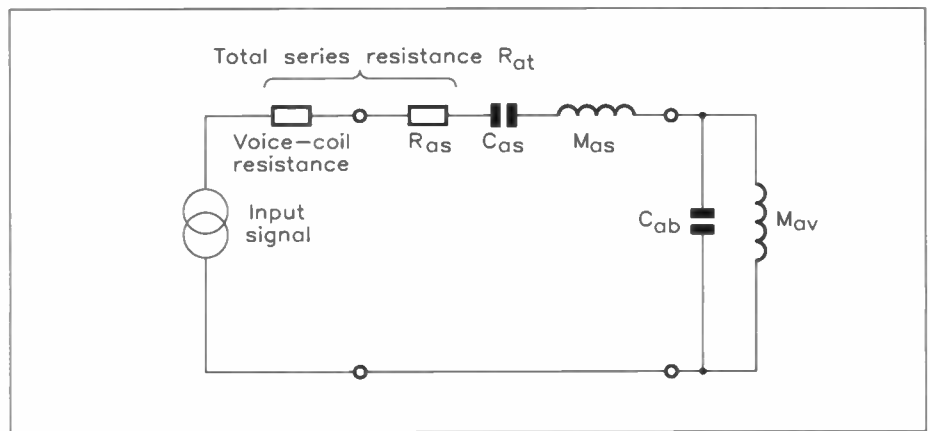 Total series resistance Rat
Voice-coil
resistance
Ras
Cas
Mas
Input
signal
Cab
Mav